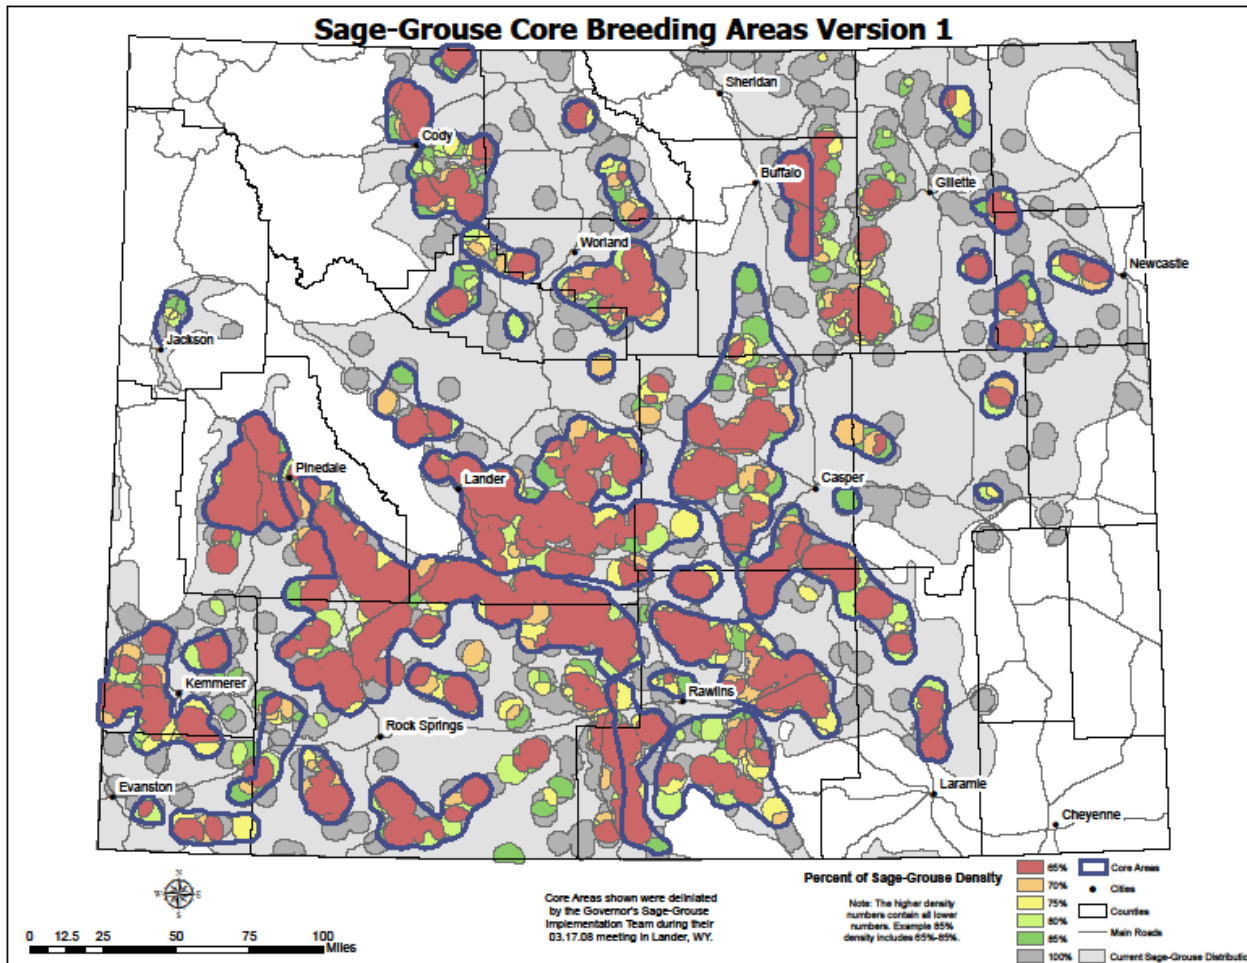 Sage-Grouse Core Breeding Areas Version 1
Sheridan
Cody
Buffalo
Gillette
Worland
Newcastle
Jackson
Pinedale
Lander
Casper
Kemmerer
Rawlins
Rock Springs
Evanston
Laramie
Cheyenne
N
W E
S
0 12.5 25 50 75 100
Miles
Core Areas shown were deliniated
by the Governor's Sage-Grouse
Implementation Team during their
03.17.08 meeting in Lander, WY.
Percent of Sage-Grouse Density
Note: The higher density
numbers contain all lower
numbers. Example 85%
density includes 65%-85%.
65%
70%
75%
80%
85%
100%
Core Areas
Cities
Counties
Main Roads
Current Sage-Grouse Distributio